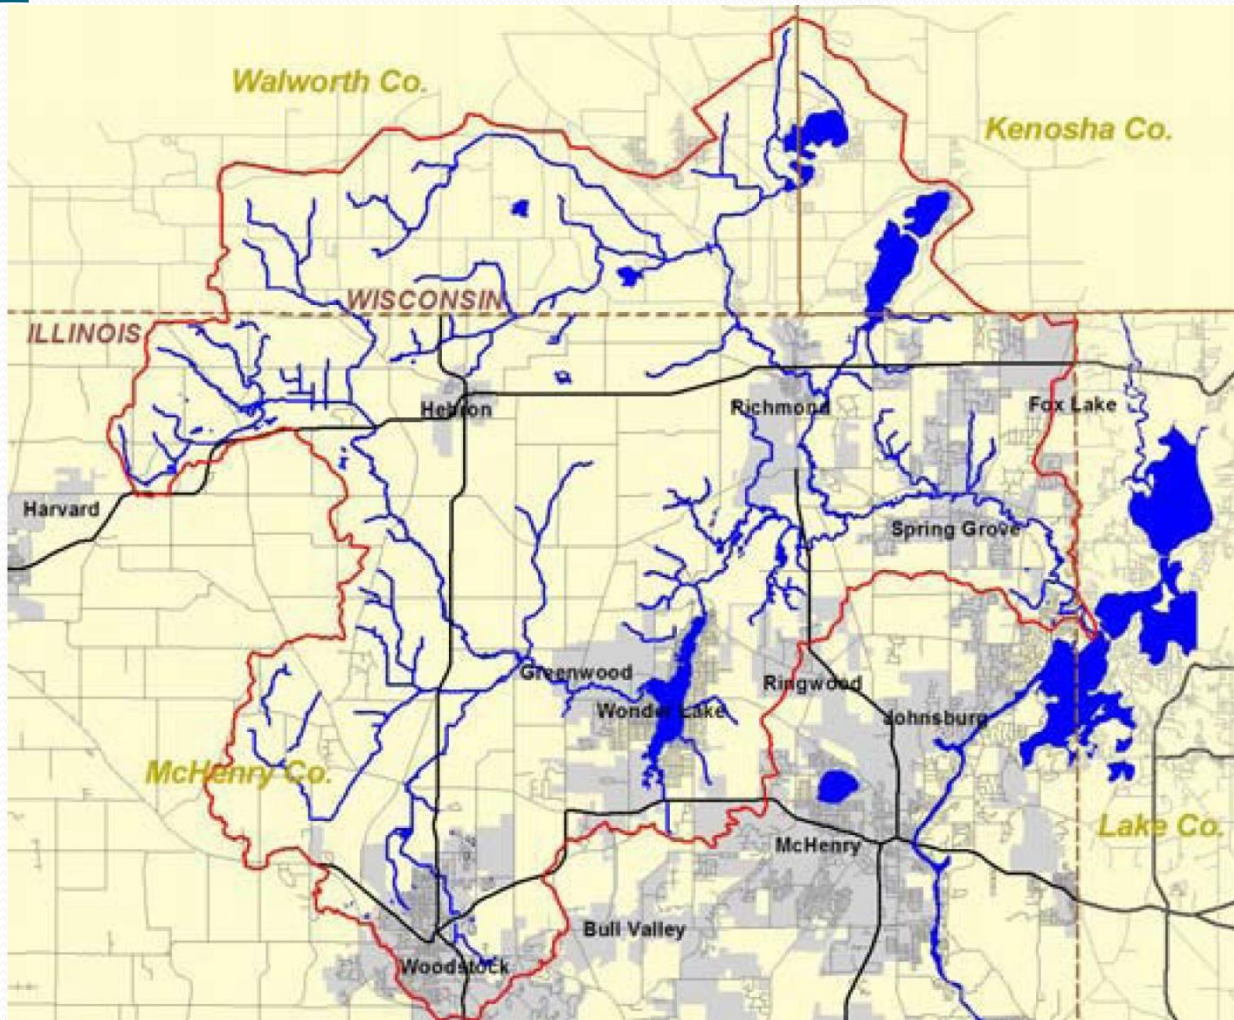 Walworth Co.
Kenosha Co.
WISCONSIN
ILLINOIS
Hebron
Richmond
Fox Lake
Harvard
Spring Grove
Greenwood
Ringwood
Wonder Lake
Johnsburg
McHenry Co.
Lake Co.
McHenry
Bull Valley
Woodstock